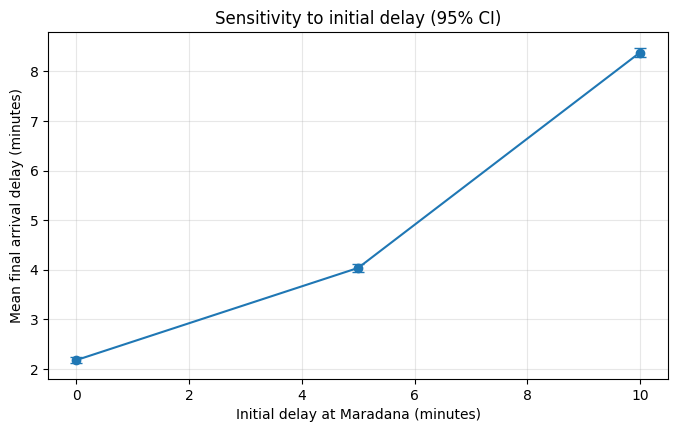 Sensitivity to initial delay (95% CI)
Mean final arrival delay (minutes)
8
7
6
5
4
3
2
0 2 4 6 8 10
Initial delay at Maradana (minutes)